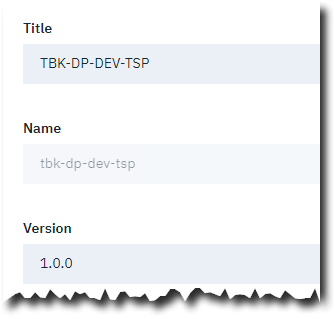 Title
TBK-DP-DEV-TSP
Name
tbk-dp-dev-tsp
Version
1.0.0